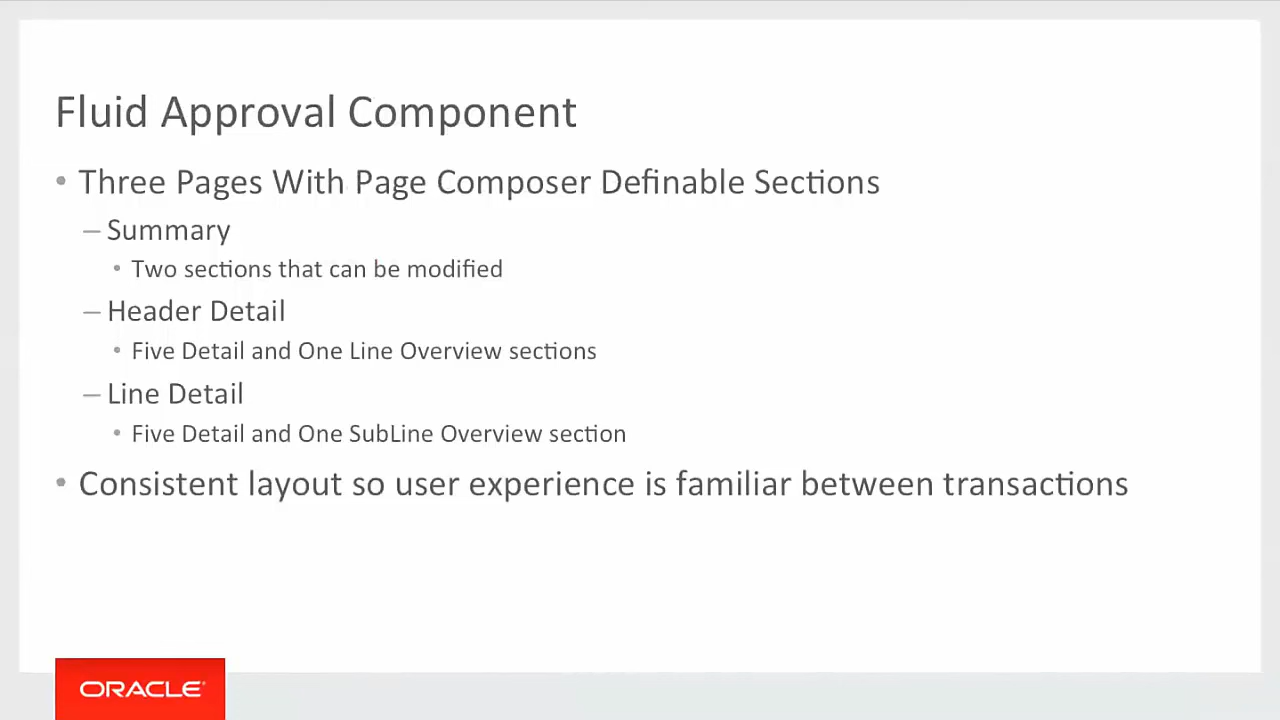 Fluid Approval Component
• Three Pages With Page Composer Definable Sections
– Summary
• Two sections that can be modified
– Header Detail
• Five Detail and One Line Overview sections
– Line Detail
• Five Detail and One SubLine Overview section
• Consistent layout so user experience is familiar between transactions
ORACLE